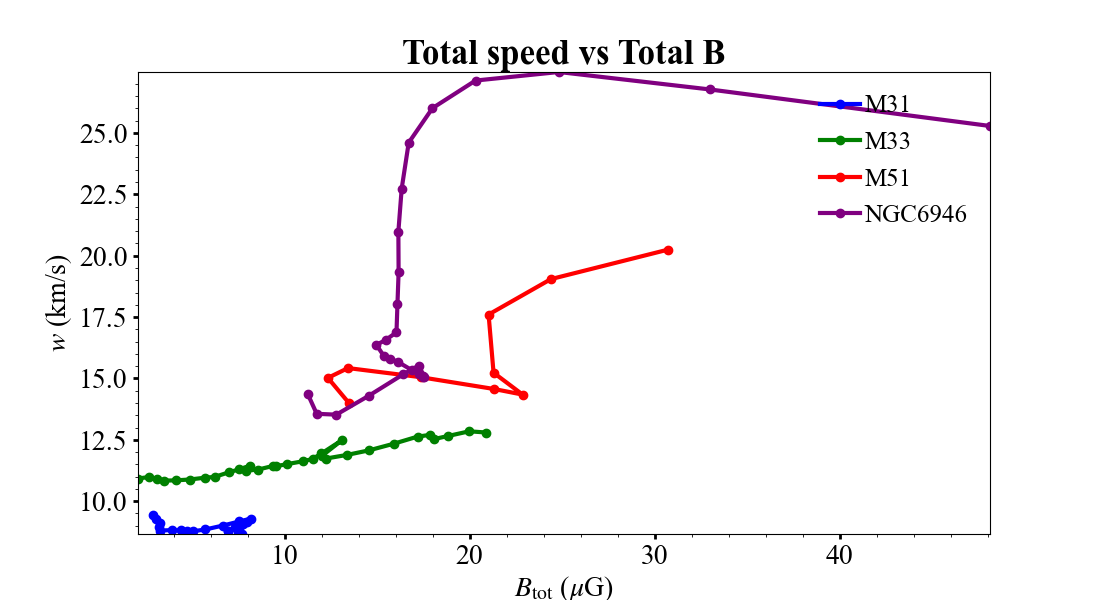 Total speed vs Total B
M31
M33
M51
NGC6946
25.0
22.5
20.0
17.5
15.0
12.5
10.0
w (km/s)
10 20 30 40
B_tot (μG)